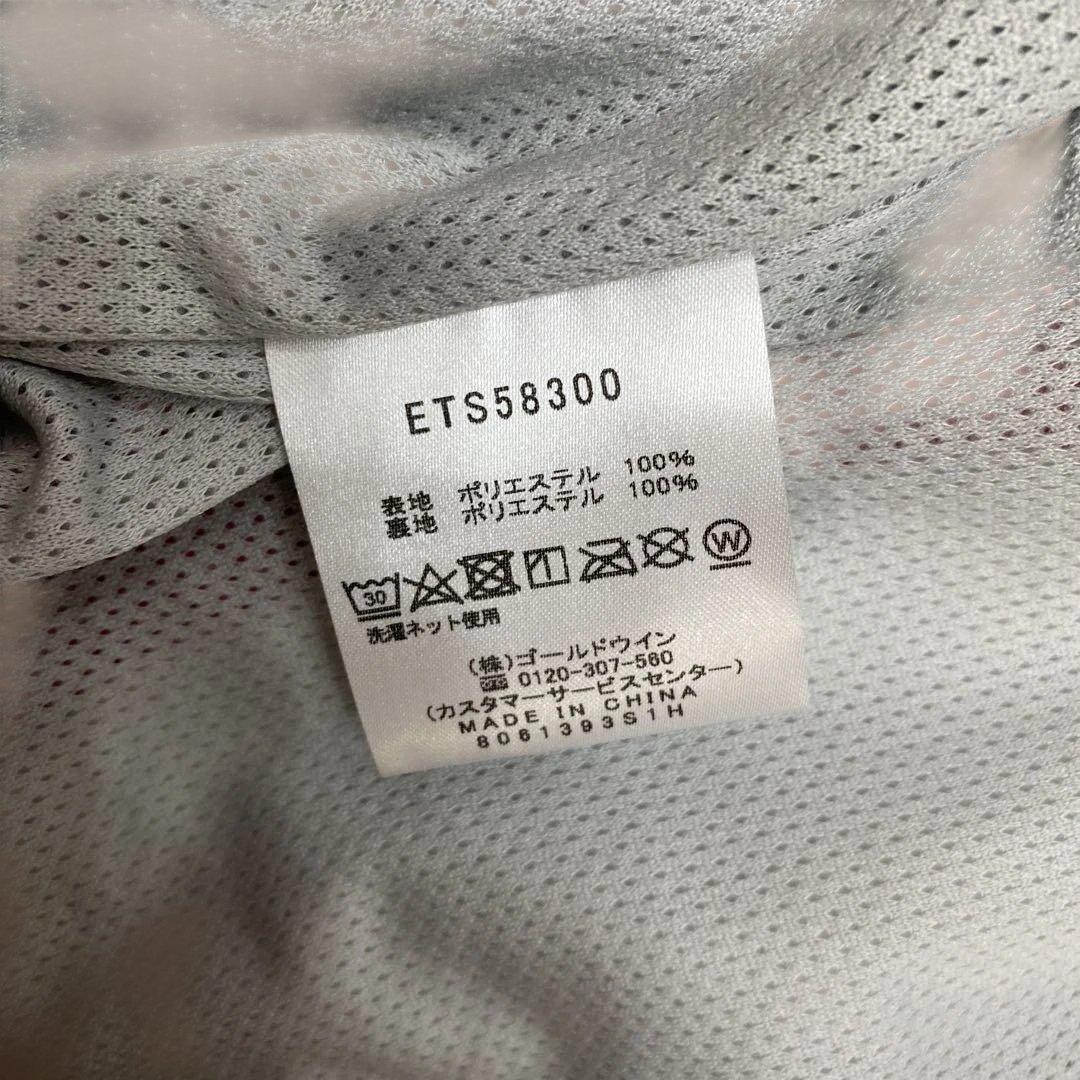 ETS58300
表地 ポリエステル 100%
裏地 ポリエステル 100%
30 W
洗濯ネット使用
(株)ゴールドウイン
0120-307-560
(カスタマーサービスセンター)
MADE IN CHINA
8061393S1H